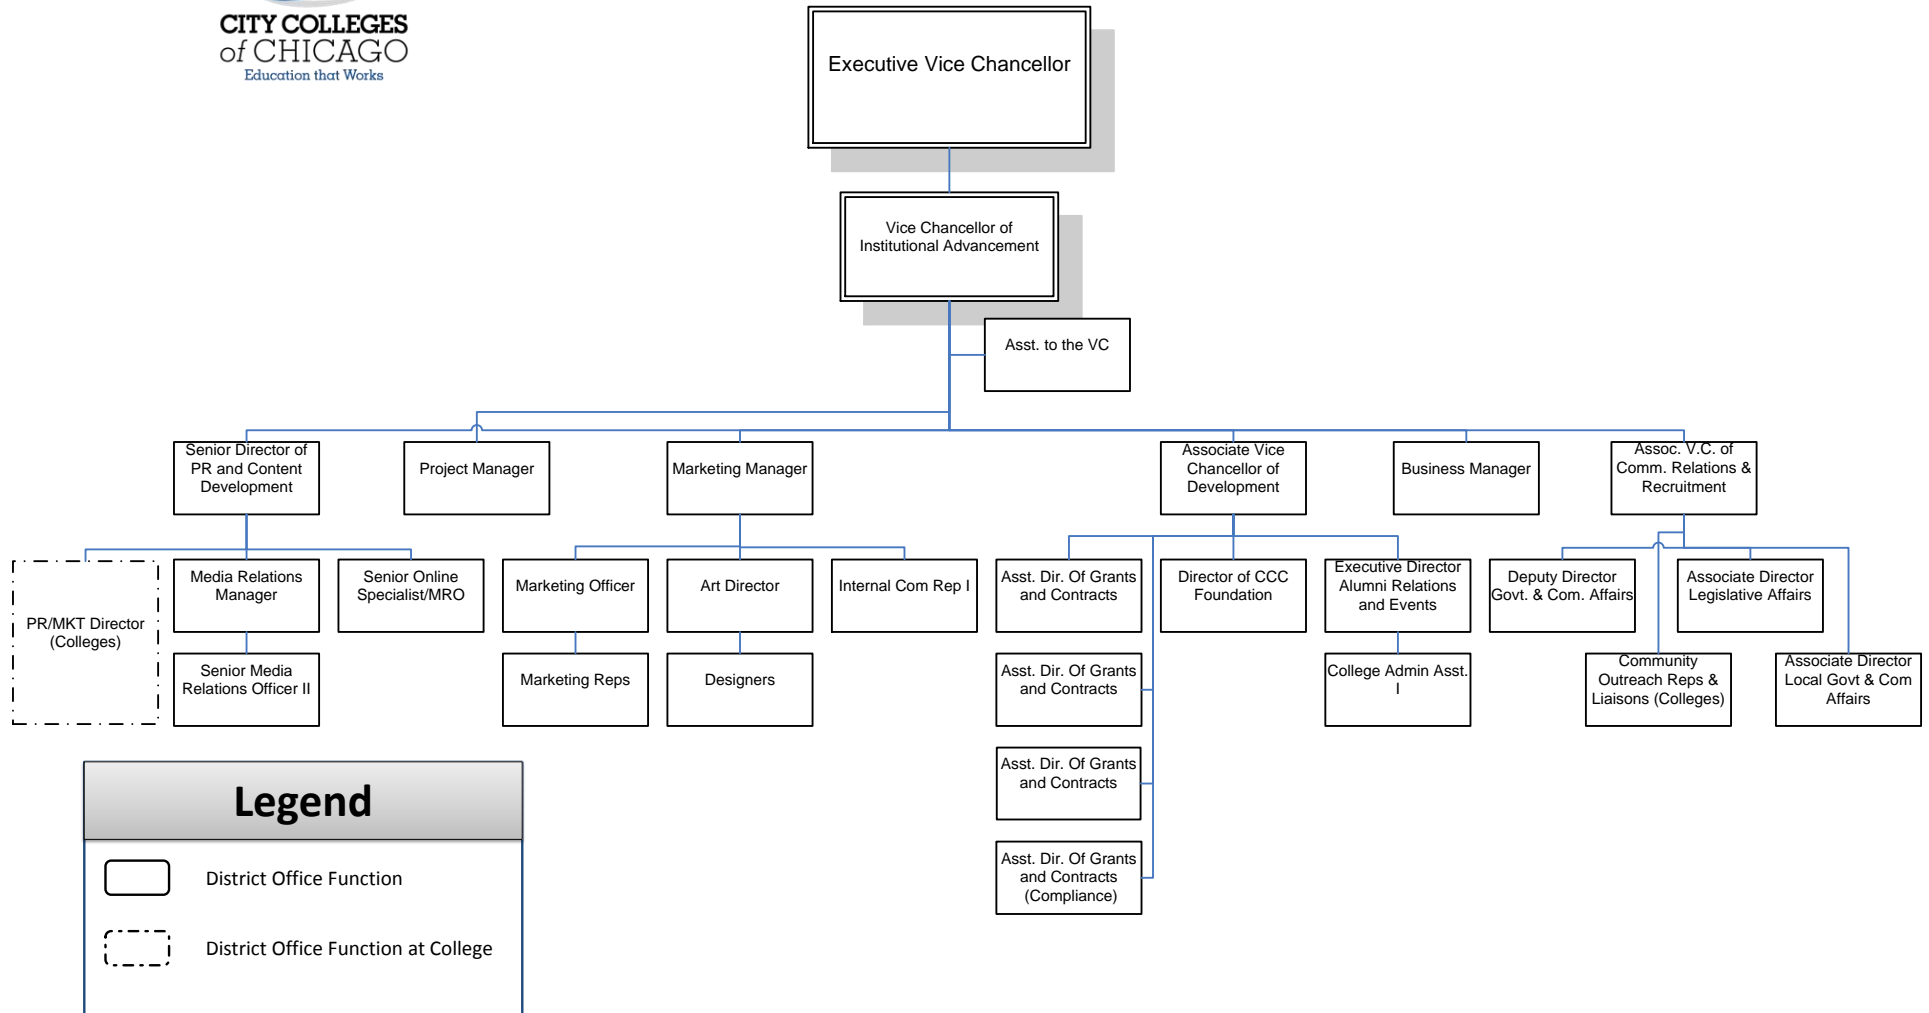 CITY COLLEGES
of CHICAGO
Education that Works
Executive Vice Chancellor
Vice Chancellor of
Institutional Advancement
Asst. to the VC
Senior Director of
PR and Content
Development
Project Manager
Marketing Manager
Associate Vice
Chancellor of
Development
Business Manager
Assoc. V.C. of
Comm. Relations &
Recruitment
PR/MKT Director
(Colleges)
Media Relations
Manager
Senior Online
Specialist/MRO
Marketing Officer
Art Director
Internal Com Rep I
Asst. Dir. Of Grants
and Contracts
Director of CCC
Foundation
Executive Director
Alumni Relations
and Events
Deputy Director
Govt. & Com. Affairs
Associate Director
Legislative Affairs
Senior Media
Relations Officer II
Marketing Reps
Designers
Asst. Dir. Of Grants
and Contracts
College Admin Asst.
I
Community
Outreach Reps &
Liaisons (Colleges)
Associate Director
Local Govt & Com
Affairs
Asst. Dir. Of Grants
and Contracts
Asst. Dir. Of Grants
and Contracts
(Compliance)
Legend
District Office Function
District Office Function at College